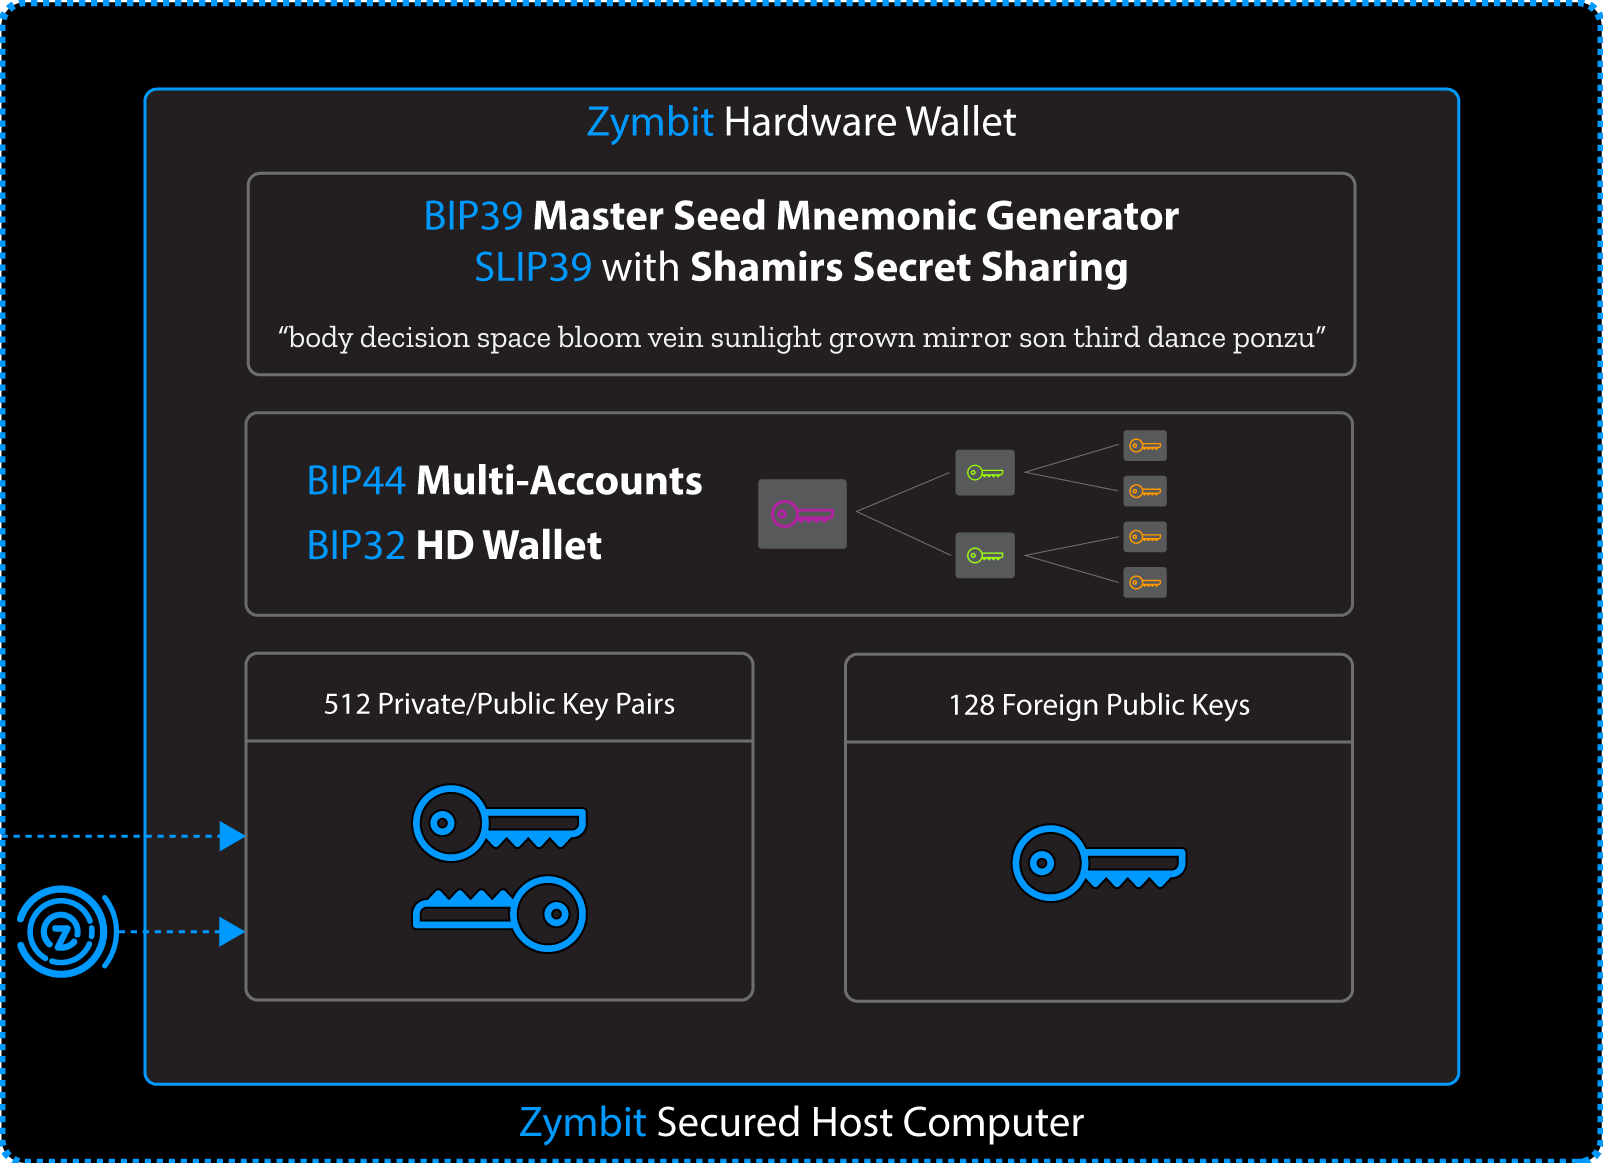 Zymbit Hardware Wallet
BIP39 Master Seed Mnemonic Generator
SLIP39 with Shamirs Secret Sharing
“body decision space bloom vein sunlight grown mirror son third dance ponzu”
BIP44 Multi-Accounts
BIP32 HD Wallet
512 Private/Public Key Pairs
128 Foreign Public Keys
Zymbit Secured Host Computer